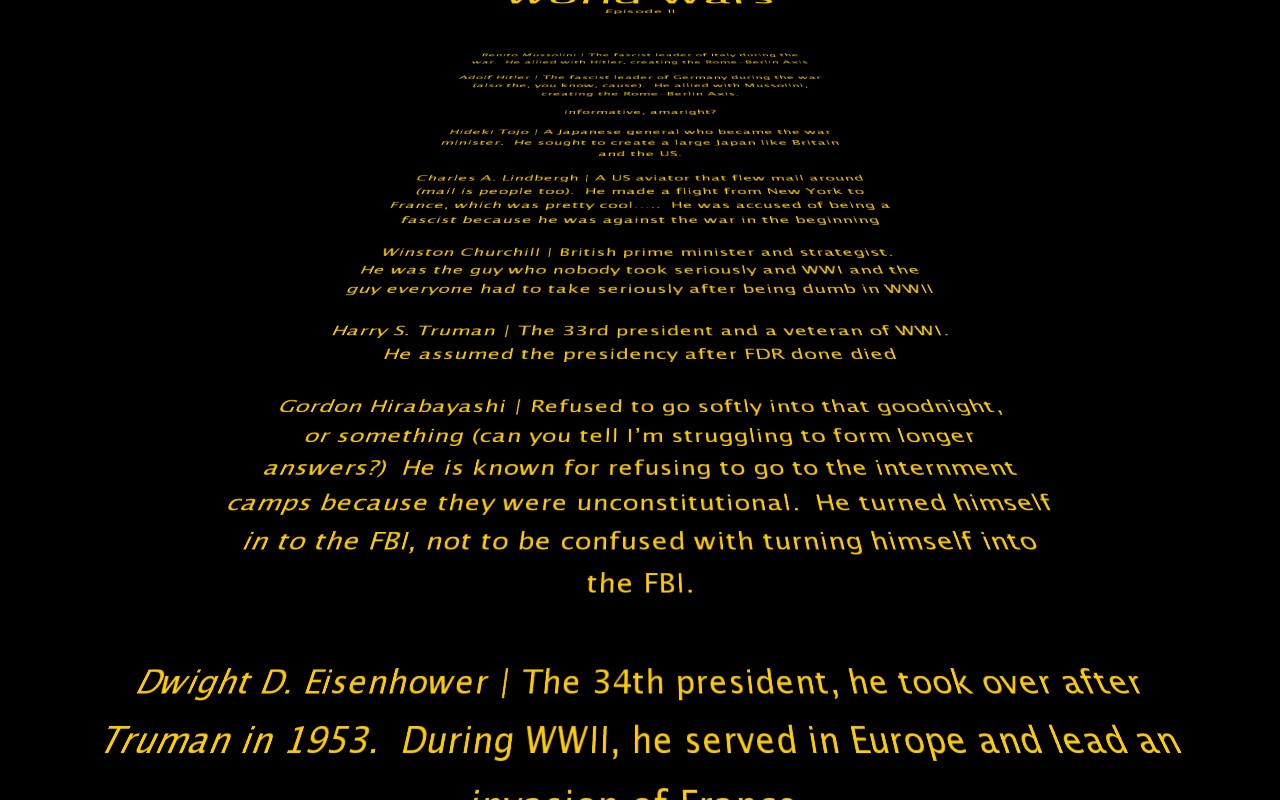 World Wars
Episode II
Benito Mussolini | The fascist leader of Italy during the
war.  He allied with Hitler, creating the Rome-Berlin Axis
Adolf Hitler | The fascist leader of Germany during the war
(also the, you know, cause).  He allied with Mussolini,
creating the Rome-Berlin Axis.
informative, amaright?
Hideki Tojo | A Japanese general who became the war
minister.  He sought to create a large Japan like Britain
and the US.
Charles A. Lindbergh | A US aviator that flew mail around
(mail is people too).  He made a flight from New York to
France, which was pretty cool.....  He was accused of being a
fascist because he was against the war in the beginning
Winston Churchill | British prime minister and strategist.
He was the guy who nobody took seriously and WWI and the
guy everyone had to take seriously after being dumb in WWII
Harry S. Truman | The 33rd president and a veteran of WWI.
He assumed the presidency after FDR done died
Gordon Hirabayashi | Refused to go softly into that goodnight,
or something (can you tell I’m struggling to form longer
answers?)  He is known for refusing to go to the internment
camps because they were unconstitutional.  He turned himself
in to the FBI, not to be confused with turning himself into
the FBI.
Dwight D. Eisenhower | The 34th president, he took over after
Truman in 1953.  During WWII, he served in Europe and lead an
invasion of France